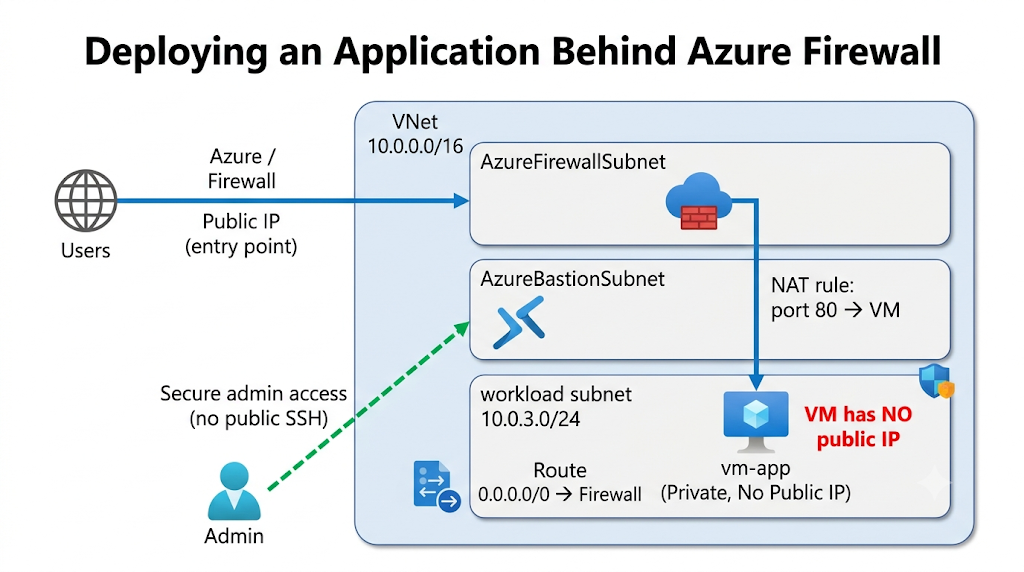 Deploying an Application Behind Azure Firewall
VNet
10.0.0.0/16
Azure /
Firewall
Public IP
(entry point)
Users
AzureFirewallSubnet
AzureBastionSubnet
NAT rule:
port 80 → VM
Secure admin access
(no public SSH)
Admin
workload subnet
10.0.3.0/24
VM has NO
public IP
Route
0.0.0.0/0 → Firewall
vm-app
(Private, No Public IP)